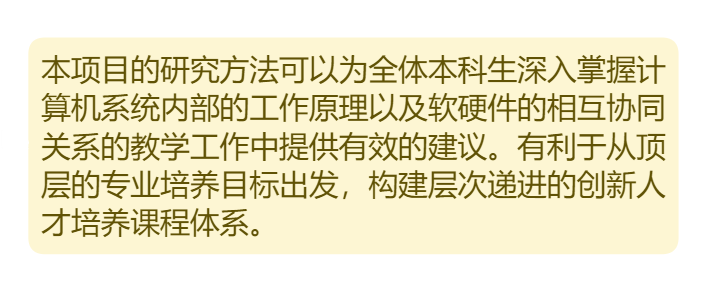 本项目的研究方法可以为全体本科生深入掌握计
算机系统内部的工作原理以及软硬件的相互协同
关系的教学工作中提供有效的建议。有利于从顶
层的专业培养目标出发，构建层次递进的创新人
才培养课程体系。